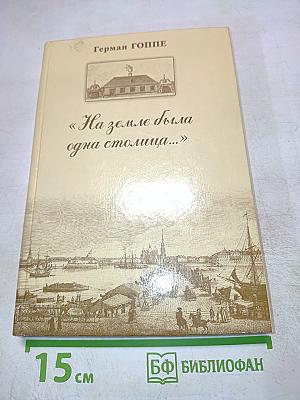 Герман ГОППЕ
«На земле была
одна столица...»
15 см
БФ БИБЛИОФАН